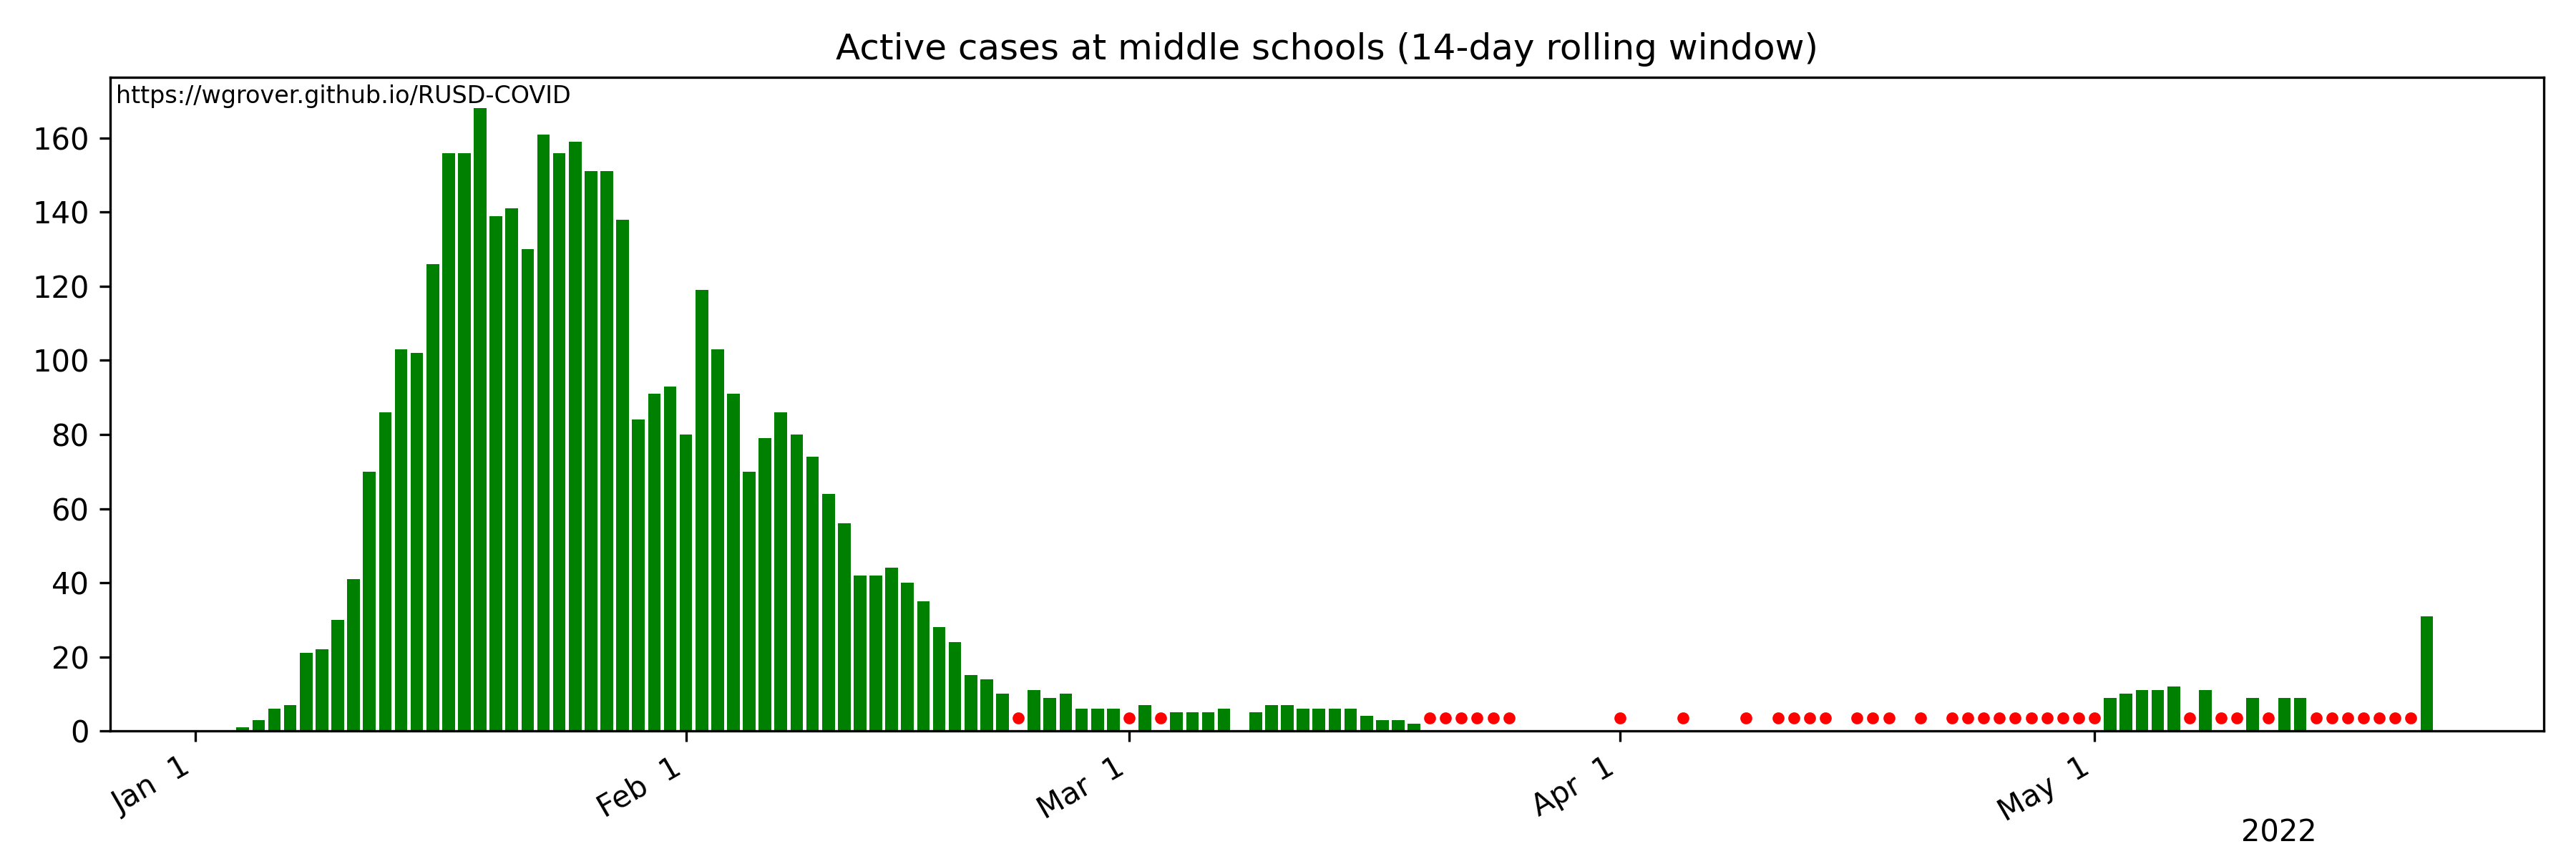 Active cases at middle schools (14-day rolling window)
https://wgrover.github.io/RUSD-COVID
160
140
120
100
80
60
40
20
0
Jan 1
Feb 1
Mar 1
Apr 1
May 1
2022